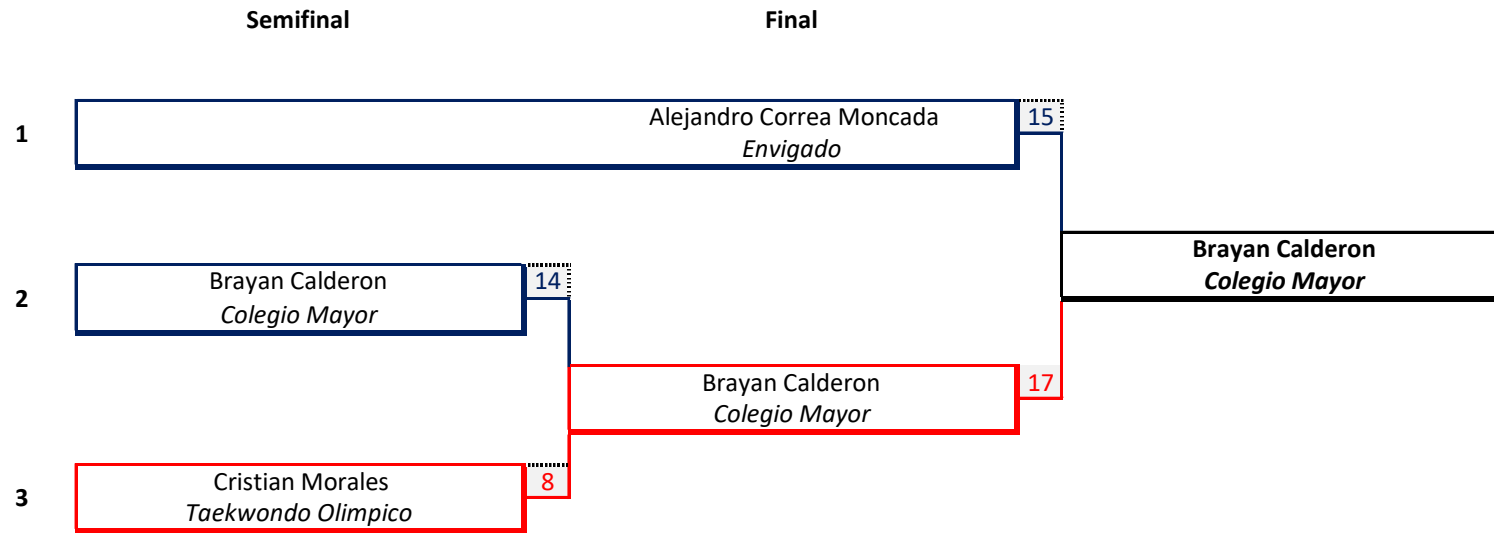 Semifinal Final
1
Alejandro Correa Moncada 15
Envigado
Brayan Calderon
Colegio Mayor
2
Brayan Calderon 14
Colegio Mayor
Brayan Calderon 17
Colegio Mayor
3
Cristian Morales 8
Taekwondo Olimpico